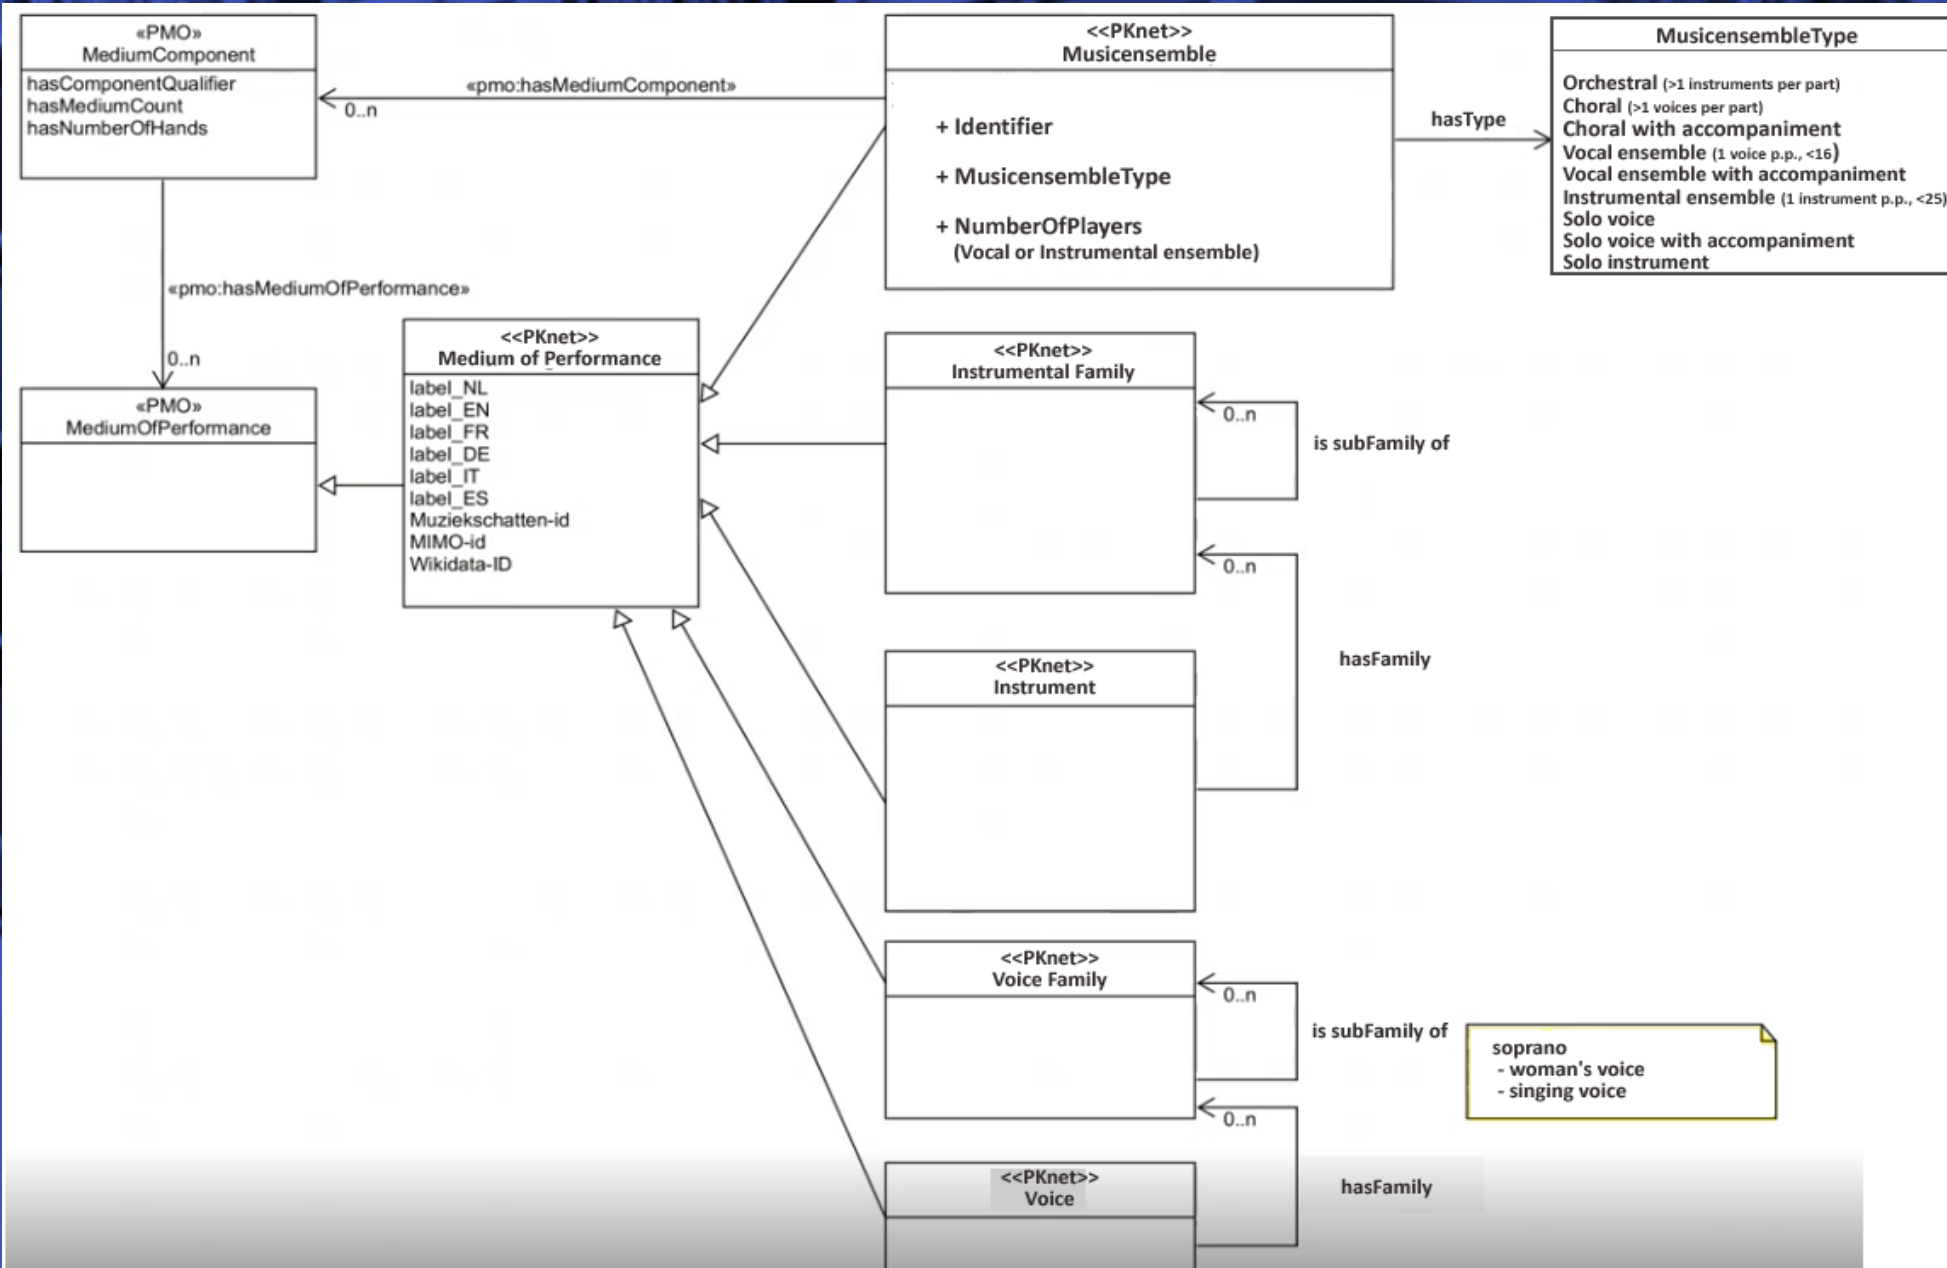 «PMO»
MediumComponent
hasComponentQualifier
hasMediumCount
hasNumberOfHands
«pmo:hasMediumComponent»
0..n
<<PKnet>>
Musicensemble
+ Identifier
+ MusicensembleType
+ NumberOfPlayers
(Vocal or Instrumental ensemble)
hasType
MusicensembleType
Orchestral (>1 instruments per part)
Choral (>1 voices per part)
Choral with accompaniment
Vocal ensemble (1 voice p.p., <16)
Vocal ensemble with accompaniment
Instrumental ensemble (1 instrument p.p., <25)
Solo voice
Solo voice with accompaniment
Solo instrument
«pmo:hasMediumOfPerformance»
0..n
«PMO»
MediumOfPerformance
<<PKnet>>
Medium of Performance
label_NL
label_EN
label_FR
label_DE
label_IT
label_ES
Muziekschatten-id
MIMO-id
Wikidata-ID
<<PKnet>>
Instrumental Family
0..n
is subFamily of
0..n
hasFamily
<<PKnet>>
Instrument
<<PKnet>>
Voice Family
0..n
is subFamily of
0..n
soprano
- woman's voice
- singing voice
<<PKnet>>
Voice
hasFamily